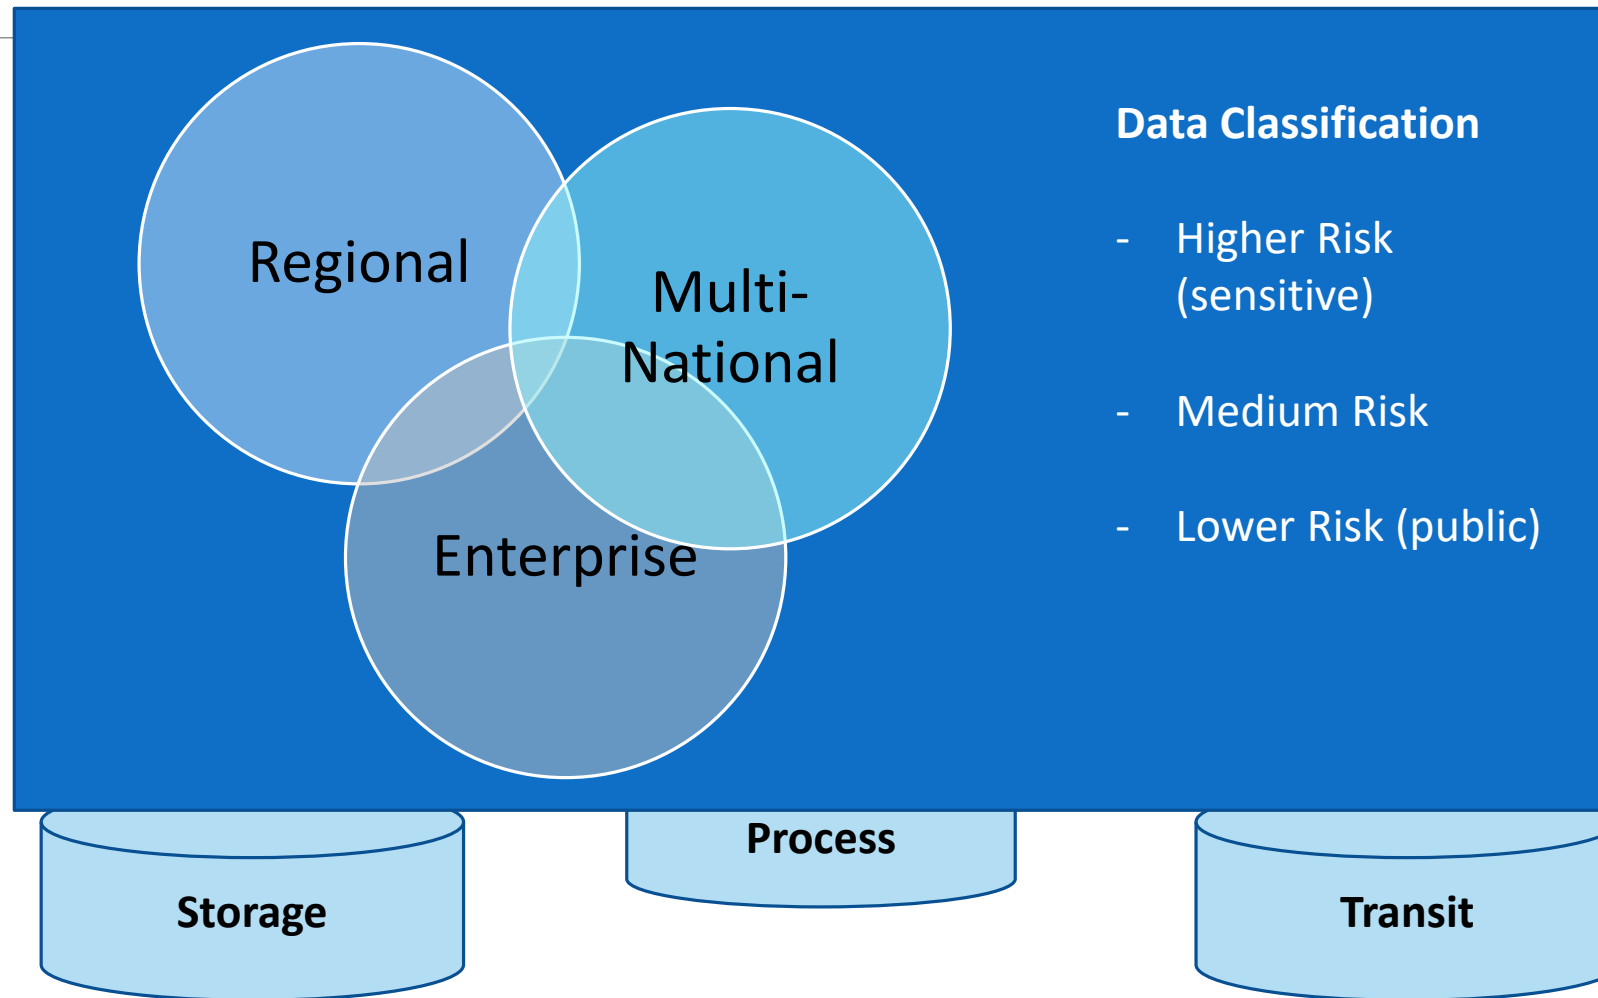 Regional
Multi-
National
Enterprise
Data Classification
- Higher Risk
(sensitive)
- Medium Risk
- Lower Risk (public)
Process
Storage
Transit